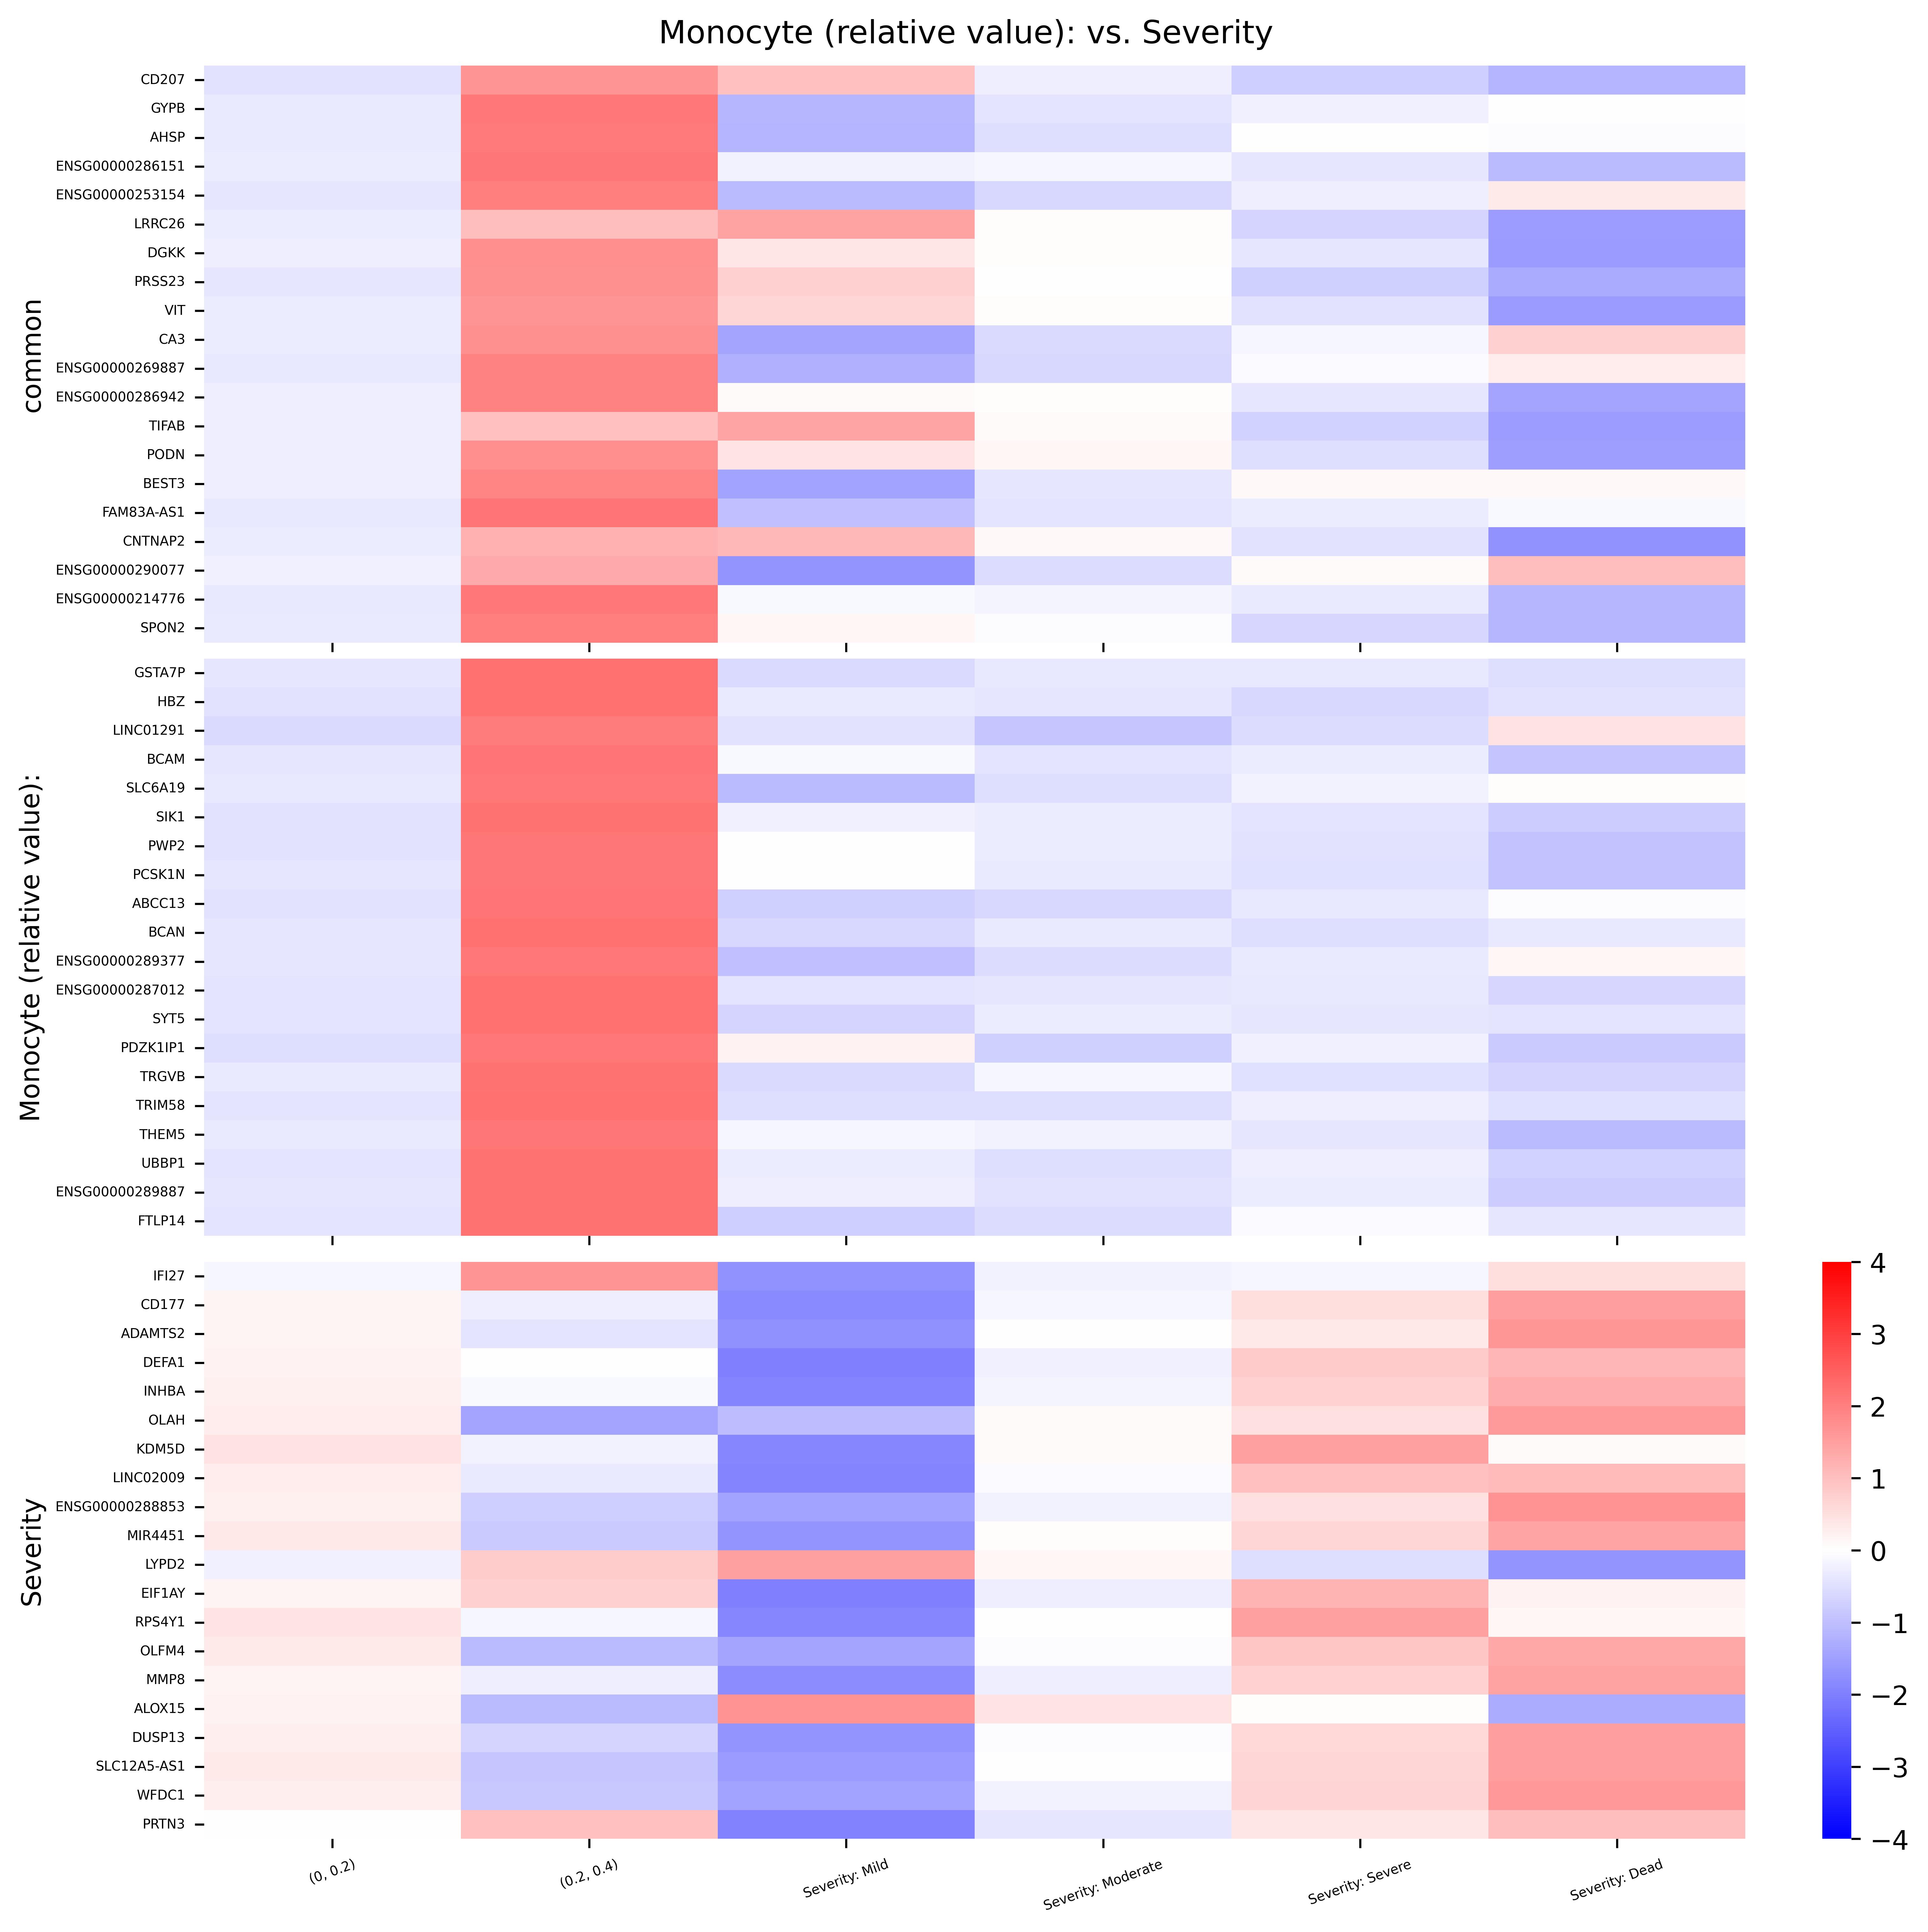 Monocyte (relative value): vs. Severity
common
CD207
GYPB
AHSP
ENSG00000286151
ENSG00000253154
LRRC26
DGKK
PRSS23
VIT
CA3
ENSG00000269887
ENSG00000286942
TIFAB
PODN
BEST3
FAM83A-AS1
CNTNAP2
ENSG00000290077
ENSG00000214776
SPON2
Monocyte (relative value):
GSTA7P
HBZ
LINC01291
BCAM
SLC6A19
SIK1
PWP2
PCSK1N
ABCC13
BCAN
ENSG00000289377
ENSG00000287012
SYT5
PDZK1IP1
TRGVB
TRIM58
THEM5
UBBP1
ENSG00000289887
FTLP14
Severity
IFI27
CD177
ADAMTS2
DEFA1
INHBA
OLAH
KDM5D
LINC02009
ENSG00000288853
MIR4451
LYPD2
EIF1AY
RPS4Y1
OLFM4
MMP8
ALOX15
DUSP13
SLC12A5-AS1
WFDC1
PRTN3
(0, 0.2)
(0.2, 0.4)
Severity: Mild
Severity: Moderate
Severity: Severe
Severity: Dead
4
3
2
1
0
−1
−2
−3
−4